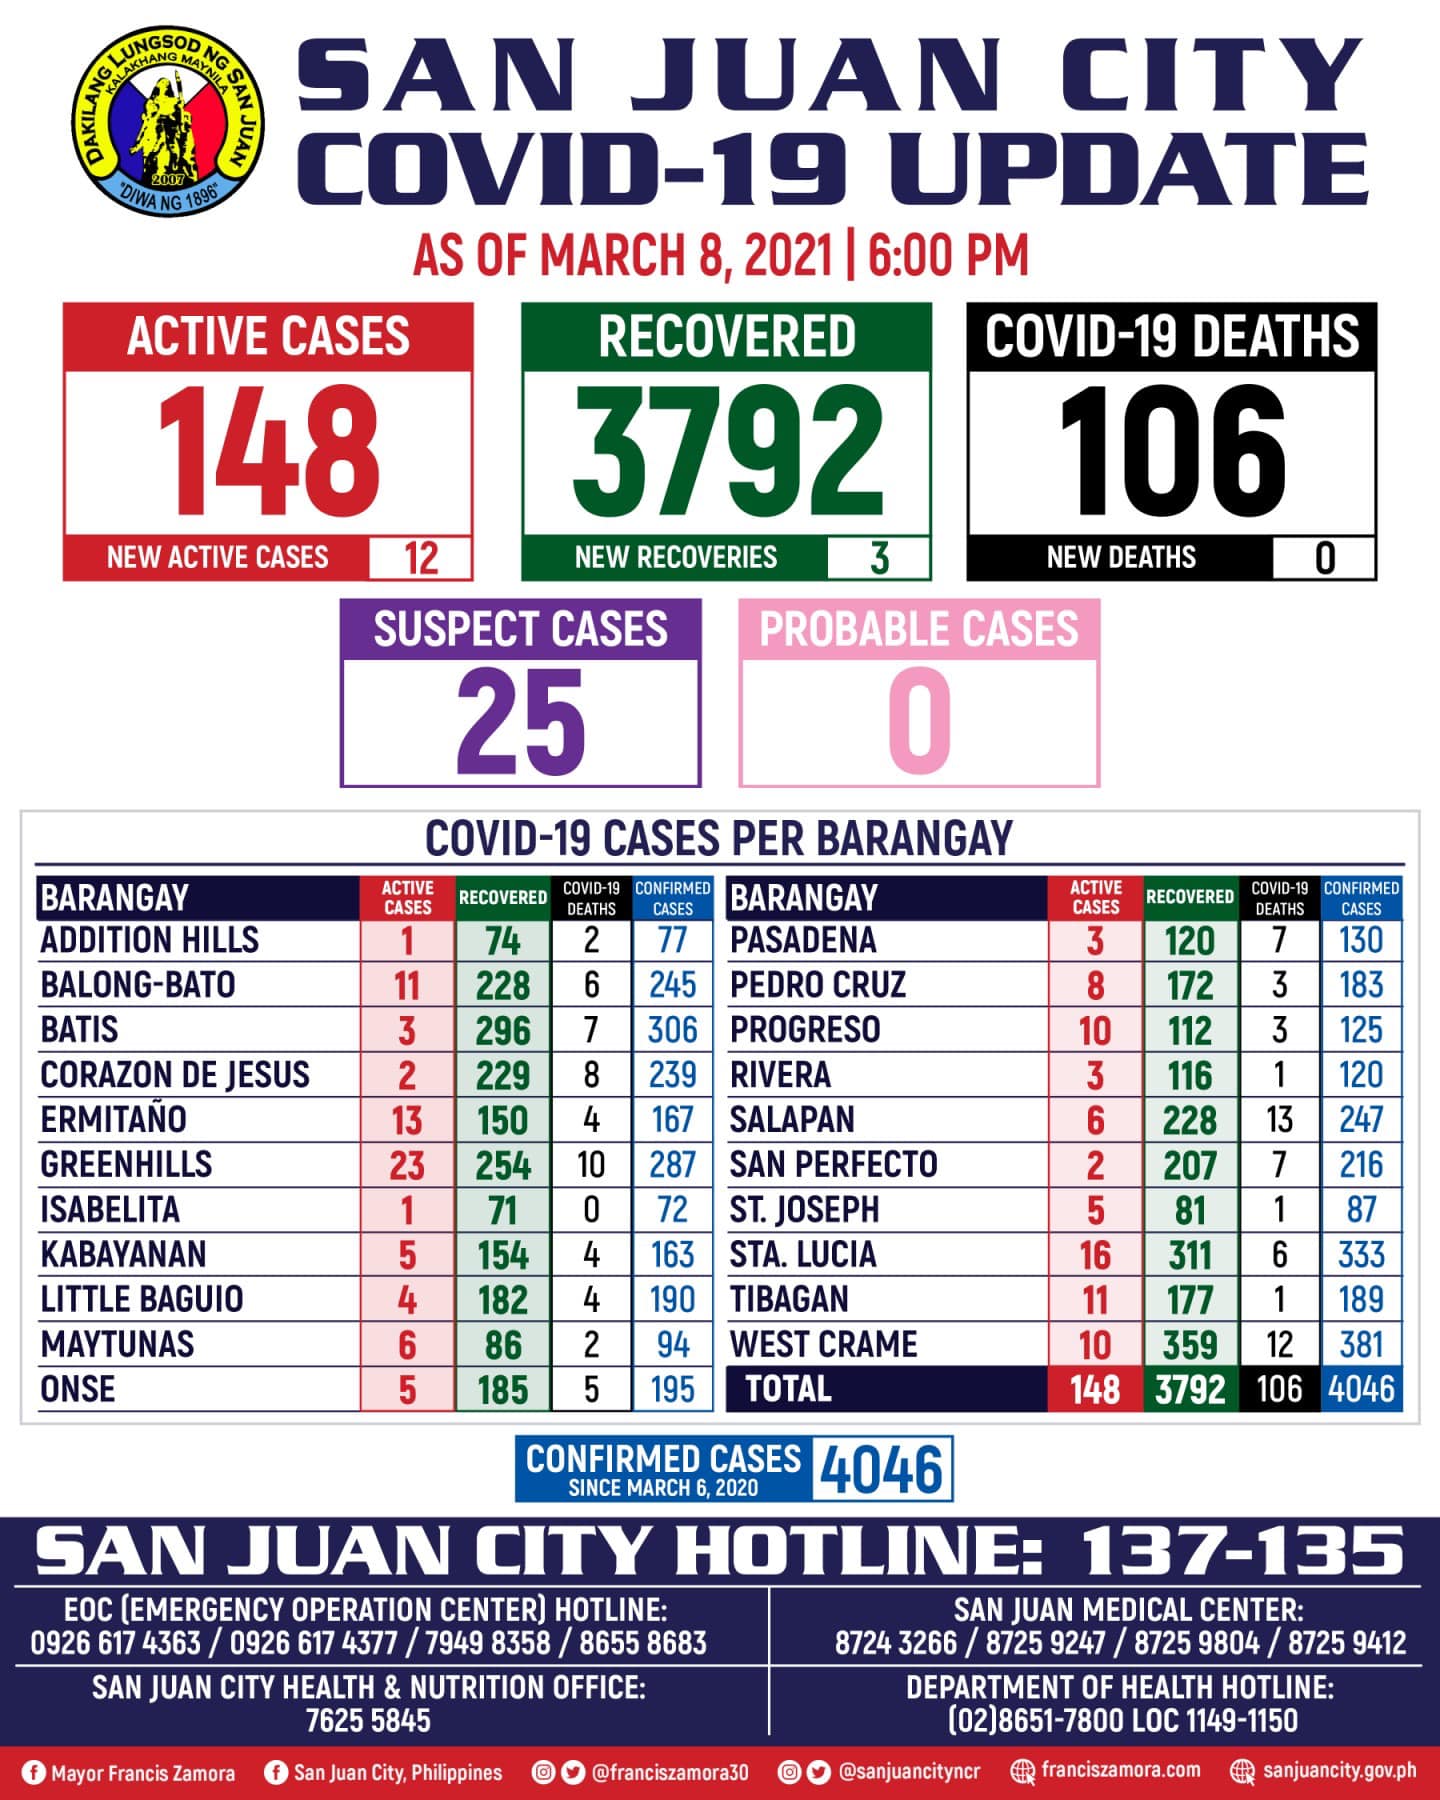 DAKILANG LUNGSOD NG SAN JUAN
KALAKHANG MAYNILA
2007
"DIWA NG 1896"
SAN JUAN CITY
COVID-19 UPDATE
AS OF MARCH 8, 2021 | 6:00 PM
ACTIVE CASES
148
NEW ACTIVE CASES 12
RECOVERED
3792
NEW RECOVERIES 3
COVID-19 DEATHS
106
NEW DEATHS 0
SUSPECT CASES
25
PROBABLE CASES
0
COVID-19 CASES PER BARANGAY
BARANGAY ACTIVE CASES RECOVERED COVID-19 DEATHS CONFIRMED CASES
ADDITION HILLS 1 74 2 77
BALONG-BATO 11 228 6 245
BATIS 3 296 7 306
CORAZON DE JESUS 2 229 8 239
ERMITAÑO 13 150 4 167
GREENHILLS 23 254 10 287
ISABELITA 1 71 0 72
KABAYANAN 5 154 4 163
LITTLE BAGUIO 4 182 4 190
MAYTUNAS 6 86 2 94
ONSE 5 185 5 195
BARANGAY ACTIVE CASES RECOVERED COVID-19 DEATHS CONFIRMED CASES
PASADENA 3 120 7 130
PEDRO CRUZ 8 172 3 183
PROGRESO 10 112 3 125
RIVERA 3 116 1 120
SALAPAN 6 228 13 247
SAN PERFECTO 2 207 7 216
ST. JOSEPH 5 81 1 87
STA. LUCIA 16 311 6 333
TIBAGAN 11 177 1 189
WEST CRAME 10 359 12 381
TOTAL 148 3792 106 4046
CONFIRMED CASES
SINCE MARCH 6, 2020
4046
SAN JUAN CITY HOTLINE: 137-135
EOC (EMERGENCY OPERATION CENTER) HOTLINE:
0926 617 4363 / 0926 617 4377 / 7949 8358 / 8655 8683
SAN JUAN MEDICAL CENTER:
8724 3266 / 8725 9247 / 8725 9804 / 8725 9412
SAN JUAN CITY HEALTH & NUTRITION OFFICE:
7625 5845
DEPARTMENT OF HEALTH HOTLINE:
(02)8651-7800 LOC 1149-1150
Mayor Francis Zamora San Juan City, Philippines @franciszamora30 @sanjuancityncr franciszamora.com sanjuancity.gov.ph